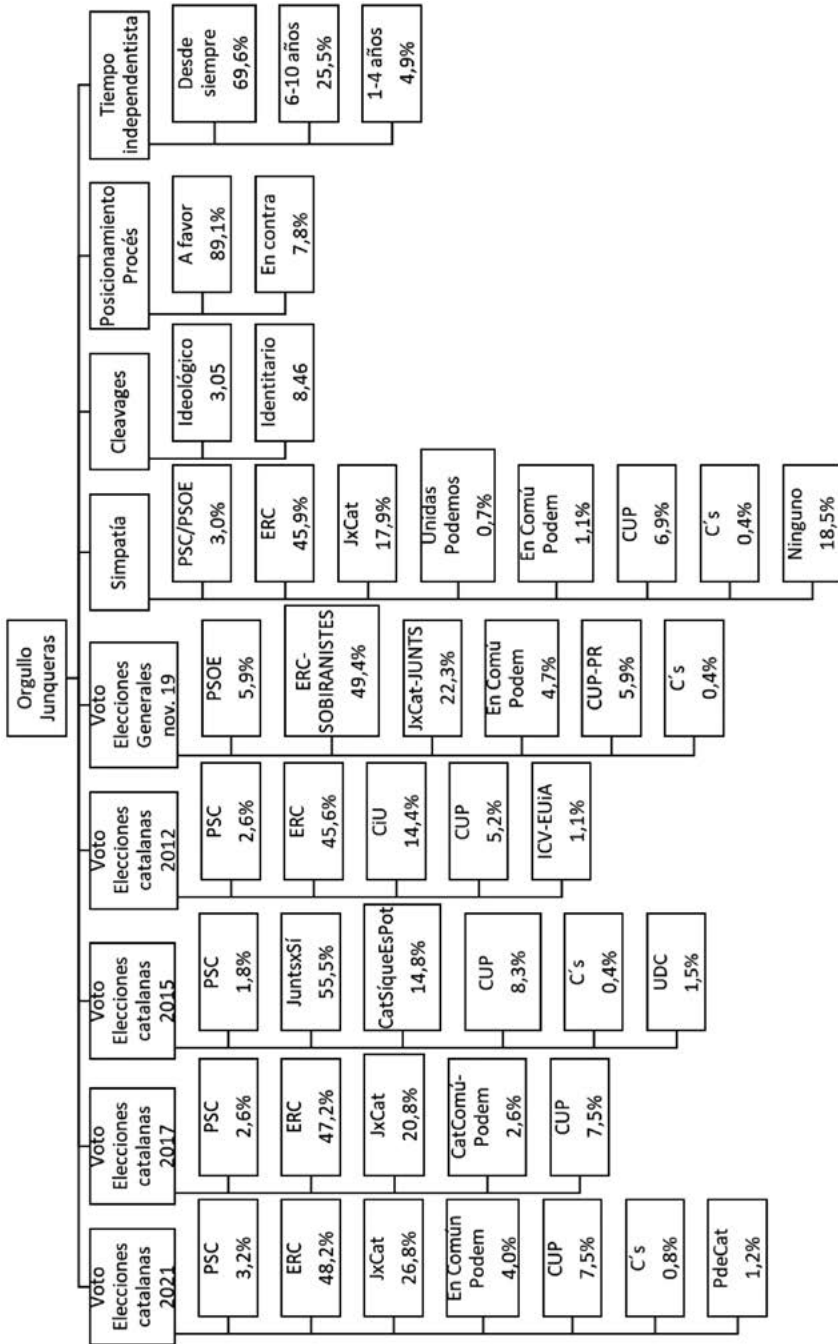 Orgullo
Junqueras
Voto
Elecciones
catalanas
2021
PSC
3,2%
ERC
48,2%
JxCat
26,8%
En Común
Podem
4,0%
CUP
7,5%
C´s
0,8%
PdeCat
1,2%
Voto
Elecciones
catalanas
2017
PSC
2,6%
ERC
47,2%
JxCat
20,8%
CatComú-
Podem
2,6%
CUP
7,5%
Voto
Elecciones
catalanas
2015
PSC
1,8%
JuntsxSí
55,5%
CatSíqueEsPot
14,8%
CUP
8,3%
C´s
0,4%
UDC
1,5%
Voto
Elecciones
catalanas
2012
PSC
2,6%
ERC
45,6%
CiU
14,4%
CUP
5,2%
ICV-EUiA
1,1%
Voto
Elecciones
Generales
nov. 19
PSOE
5,9%
ERC-
SOBIRANISTES
49,4%
JxCat-JUNTS
22,3%
En Comú
Podem
4,7%
CUP-PR
5,9%
C´s
0,4%
Simpatía
PSC/PSOE
3,0%
ERC
45,9%
JxCat
17,9%
Unidas
Podemos
0,7%
En Comú
Podem
1,1%
CUP
6,9%
C´s
0,4%
Ninguno
18,5%
Cleavages
Ideológico
3,05
Identitario
8,46
Posicionamiento
Procés
A favor
89,1%
En contra
7,8%
Tiempo
independentista
Desde
siempre
69,6%
6-10 años
25,5%
1-4 años
4,9%